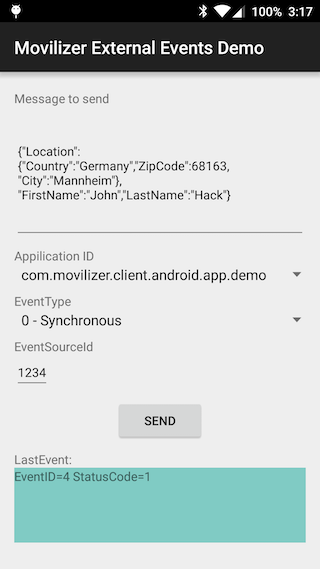 100% 3:17
Movilizer External Events Demo
Message to send
{"Location":
{"Country":"Germany","ZipCode":68163,
"City":"Mannheim"},
"FirstName":"John","LastName":"Hack"}
Appilication ID
com.movilizer.client.android.app.demo
EventType
0 - Synchronous
EventSourceId
1234
SEND
LastEvent:
EventID=4 StatusCode=1